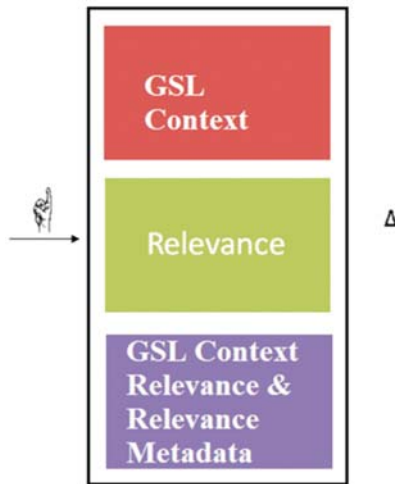 GSL
Context
Relevance
GSL Context
Relevance &
Relevance
Metadata
Δ